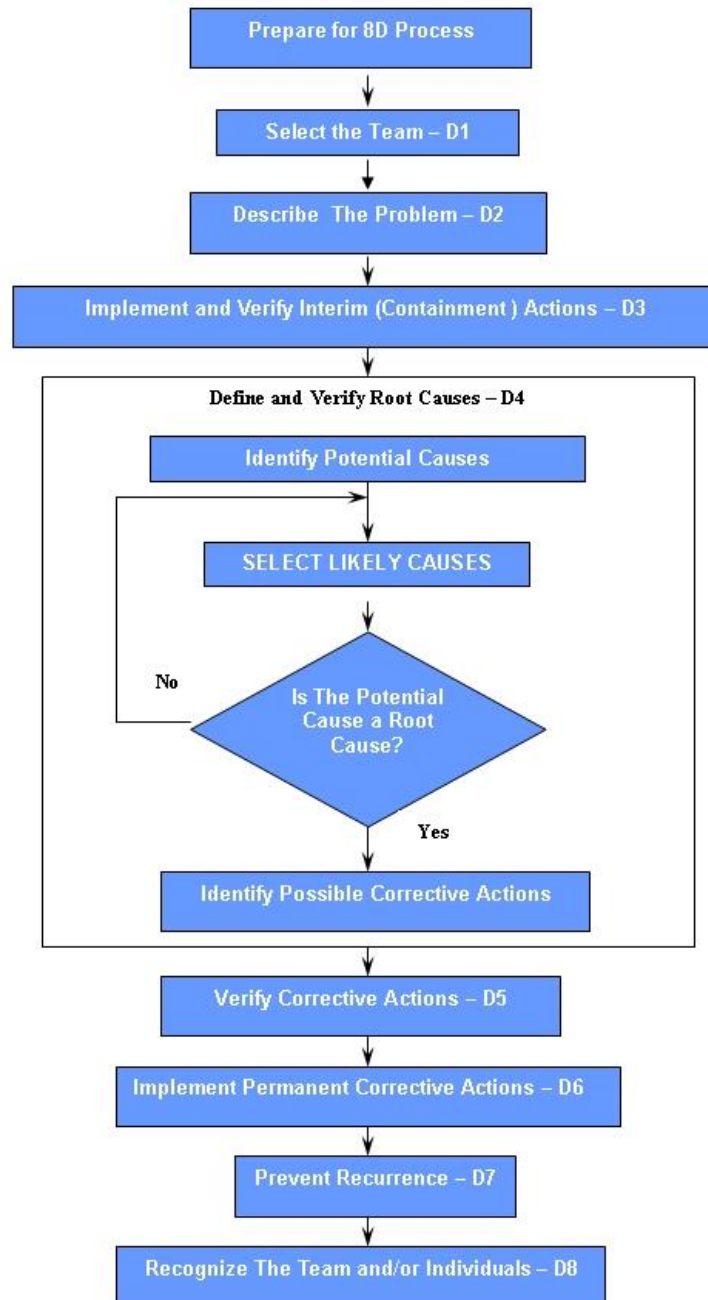 Prepare for 8D Process
Select the Team – D1
Describe The Problem – D2
Implement and Verify Interim (Containment ) Actions – D3
Define and Verify Root Causes – D4
Identify Potential Causes
SELECT LIKELY CAUSES
No
Is The Potential
Cause a Root
Cause?
Yes
Identify Possible Corrective Actions
Verify Corrective Actions – D5
Implement Permanent Corrective Actions – D6
Prevent Recurrence – D7
Recognize The Team and/or Individuals – D8